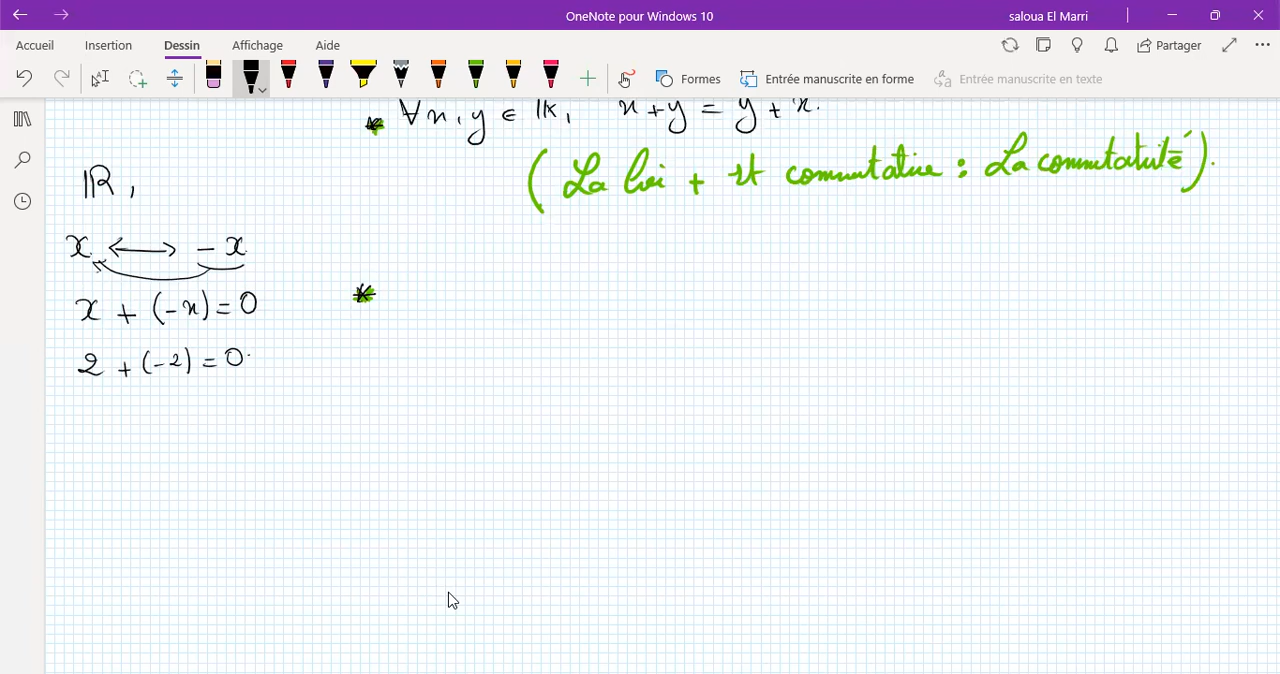 OneNote pour Windows 10
saloua El Marri
Accueil Insertion Dessin Affichage Aide
Partager
Formes Entrée manuscrite en forme Entrée manuscrite en texte
* ∀x, y ∈ lK, x + y = y + x.
( La loi + est commutative : La commutativité ).
ℝ,
x ⟷ - x
x + (-x) = 0
*
2 + (-2) = 0